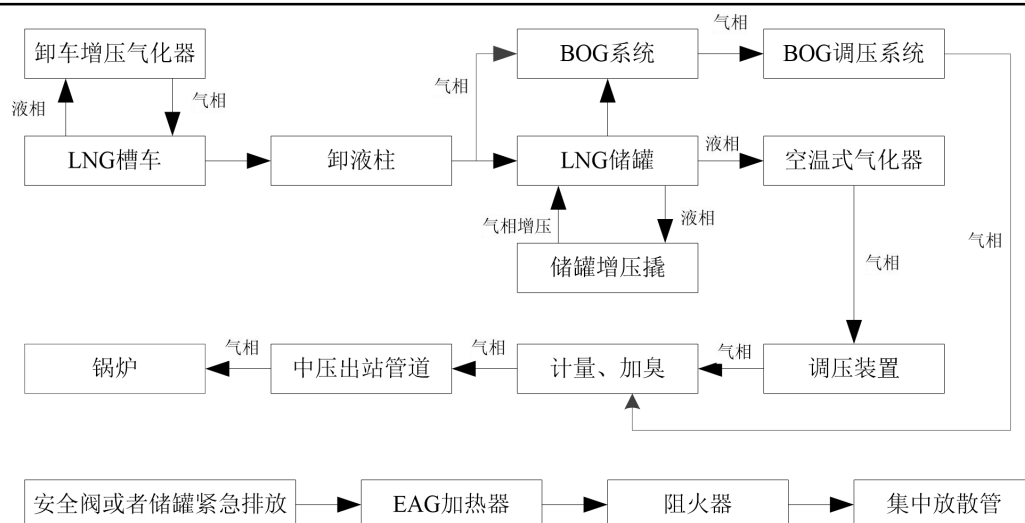 卸车增压气化器
液相
气相
LNG槽车
卸液柱
气相
BOG系统
气相
BOG调压系统
LNG储罐
液相
空温式气化器
气相增压
液相
储罐增压撬
气相
气相
锅炉
气相
中压出站管道
气相
计量、加臭
气相
调压装置
安全阀或者储罐紧急排放
EAG加热器
阻火器
集中放散管